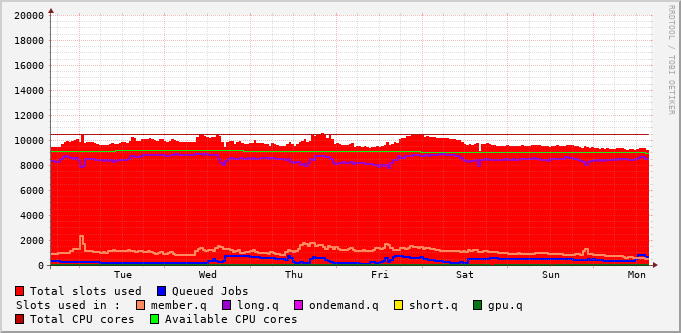 20000
18000
16000
14000
12000
10000
8000
6000
4000
2000
0
Tue Wed Thu Fri Sat Sun Mon
Total slots used Queued Jobs
Slots used in : member.q long.q ondemand.q short.q gpu.q
Total CPU cores Available CPU cores
RRDTOOL / TOBI OETIKER